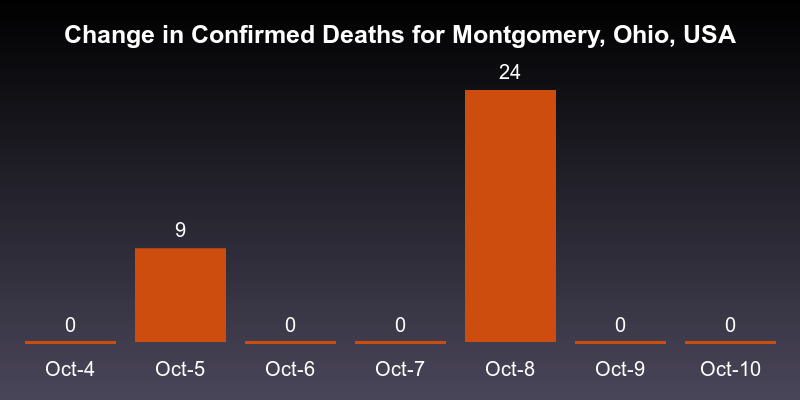 Change in Confirmed Deaths for Montgomery, Ohio, USA
24
9
0 0 0 0 0
Oct-4 Oct-5 Oct-6 Oct-7 Oct-8 Oct-9 Oct-10